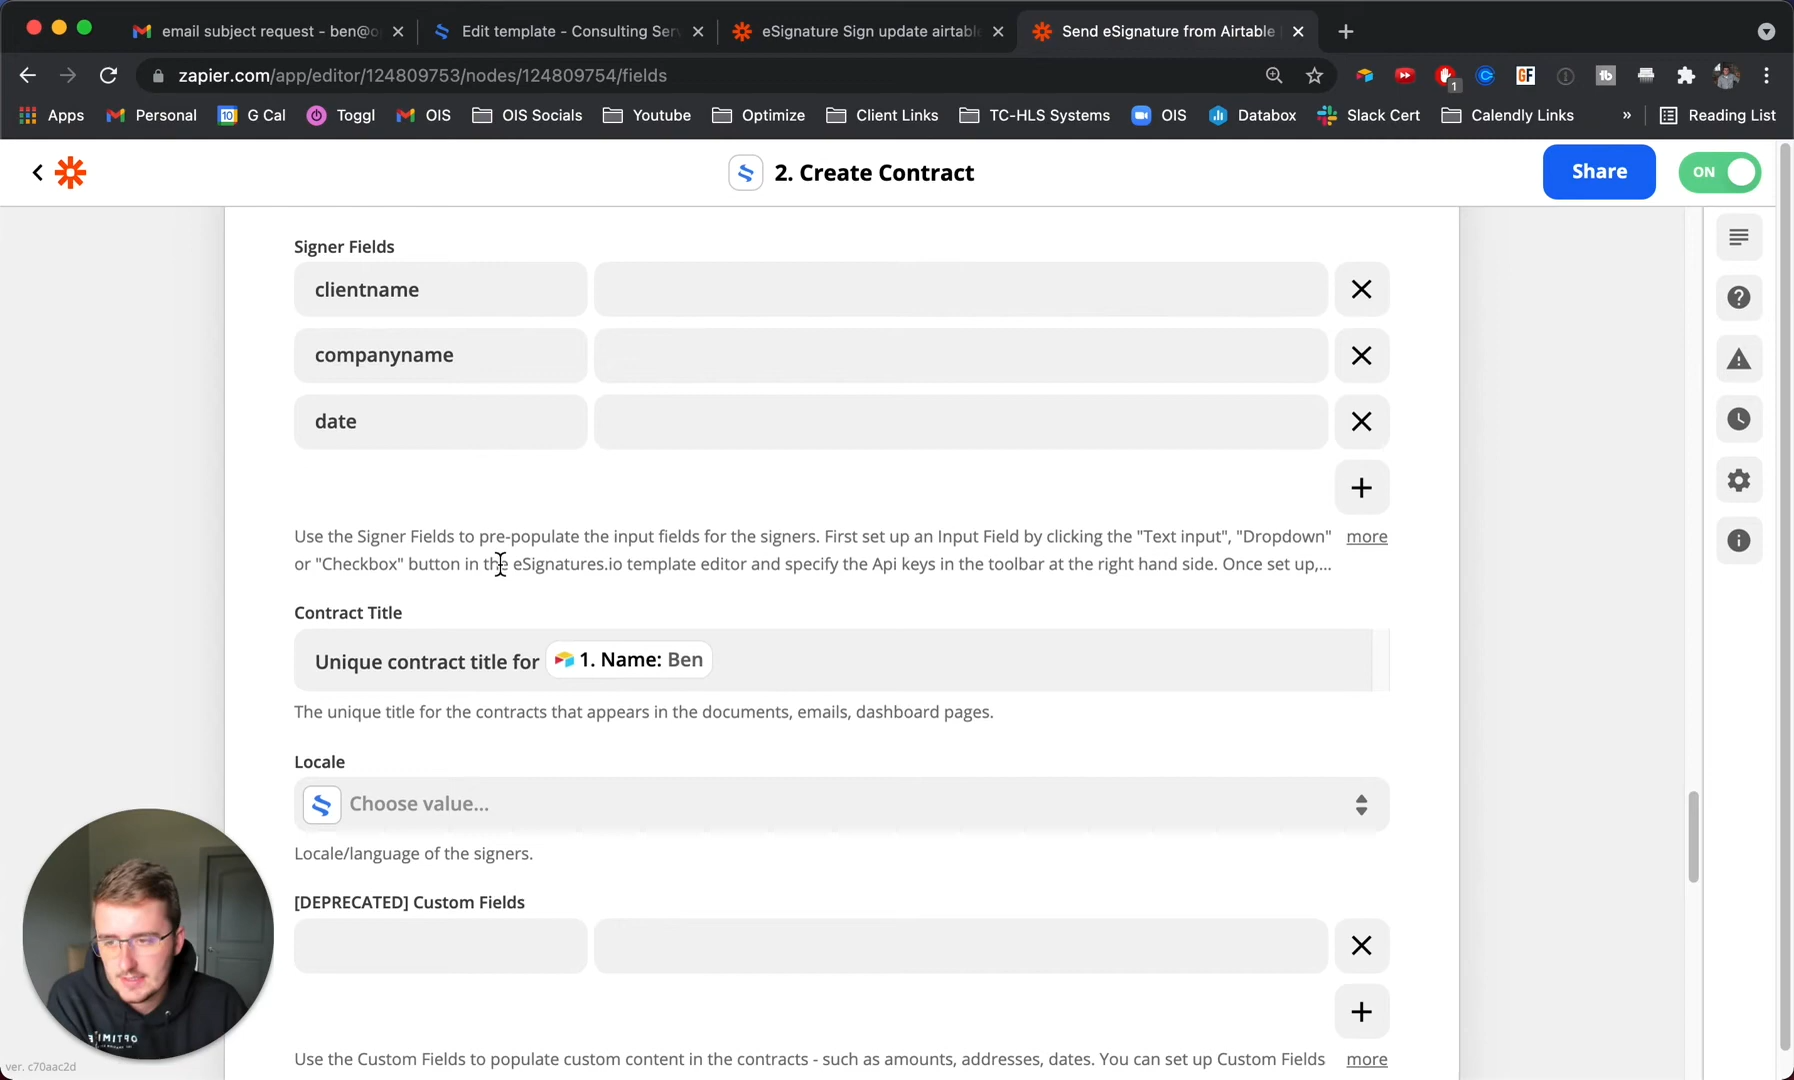 email subject request - ben@o
Edit template - Consulting Ser
eSignature Sign update airtabl
Send eSignature from Airtable
zapier.com/app/editor/124809753/nodes/124809754/fields
1
GF
tb
Apps
Personal
10
G Cal
Toggl
OIS
OIS Socials
Youtube
Optimize
Client Links
TC-HLS Systems
OIS
Databox
Slack Cert
Calendly Links
»
Reading List
2. Create Contract
Share
ON
Signer Fields
clientname
companyname
date
Use the Signer Fields to pre-populate the input fields for the signers. First set up an Input Field by clicking the "Text input", "Dropdown" more
or "Checkbox" button in the eSignatures.io template editor and specify the Api keys in the toolbar at the right hand side. Once set up,...
Contract Title
Unique contract title for 1. Name: Ben
The unique title for the contracts that appears in the documents, emails, dashboard pages.
Locale
Choose value...
Locale/language of the signers.
[DEPRECATED] Custom Fields
Use the Custom Fields to populate custom content in the contracts - such as amounts, addresses, dates. You can set up Custom Fields more
ver. c70aac2d